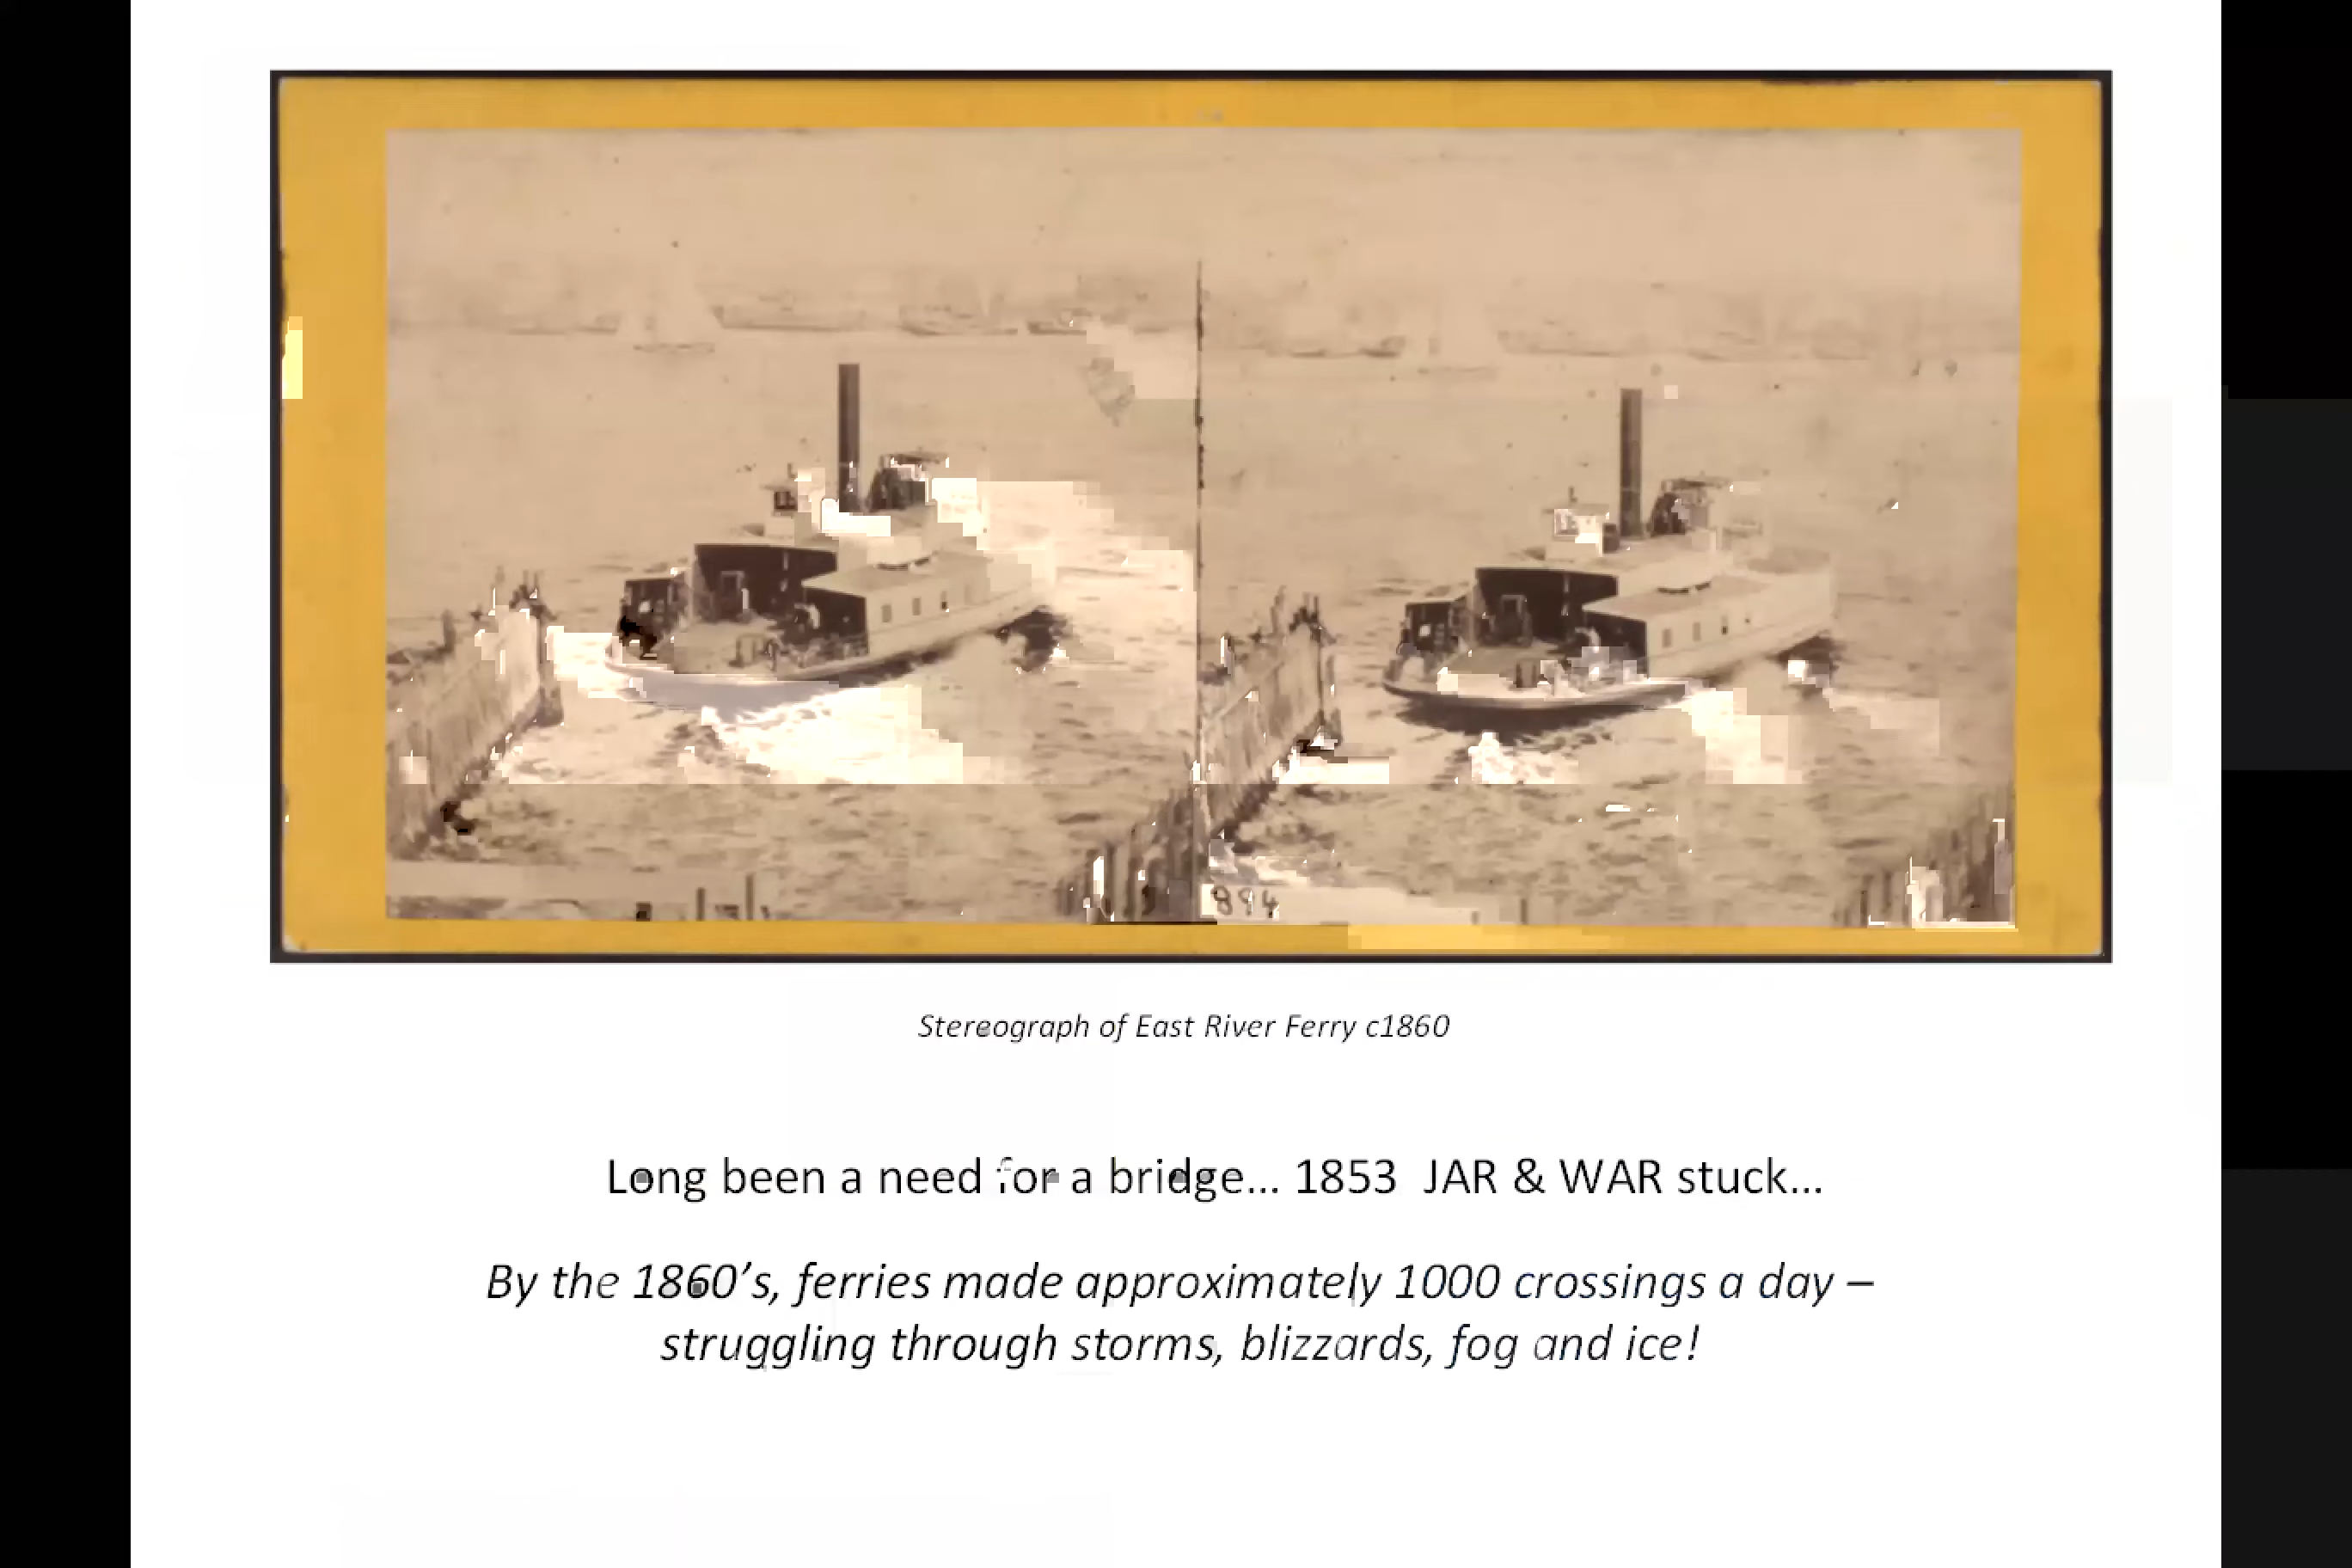 894
Stereograph of East River Ferry c1860
Long been a need for a bridge... 1853  JAR & WAR stuck...
By the 1860’s, ferries made approximately 1000 crossings a day –
struggling through storms, blizzards, fog and ice!